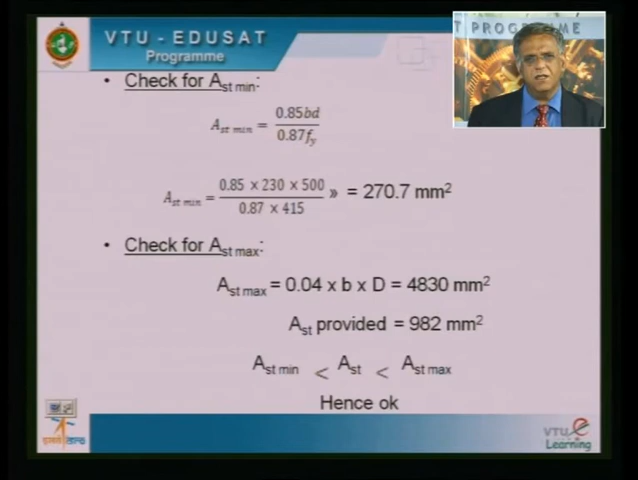 VTU - EDUSAT
Programme
T PROGRAMME
• Check for Ast min:
Ast min = 0.85bd / 0.87fy
Ast min = 0.85 x 230 x 500 / 0.87 x 415 » = 270.7 mm²
• Check for Ast max:
Ast max = 0.04 x b x D = 4830 mm²
Ast provided = 982 mm²
Ast min < Ast < Ast max
Hence ok
VTU e
Learning